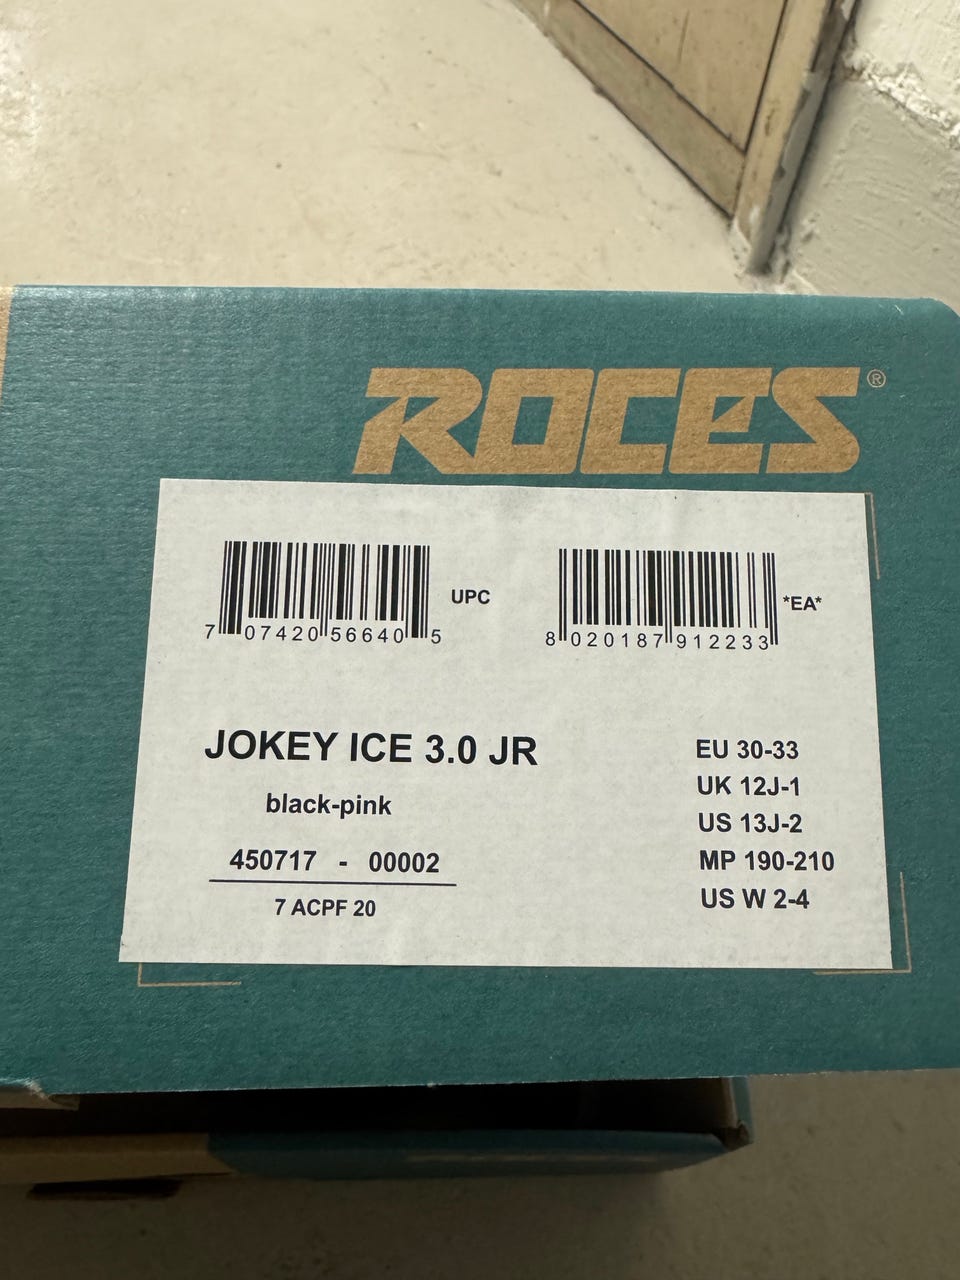 ROCES®
7 07420 56640 5 UPC
8 020187 912233 *EA*
JOKEY ICE 3.0 JR
black-pink
450717 - 00002
7 ACPF 20
EU 30-33
UK 12J-1
US 13J-2
MP 190-210
US W 2-4